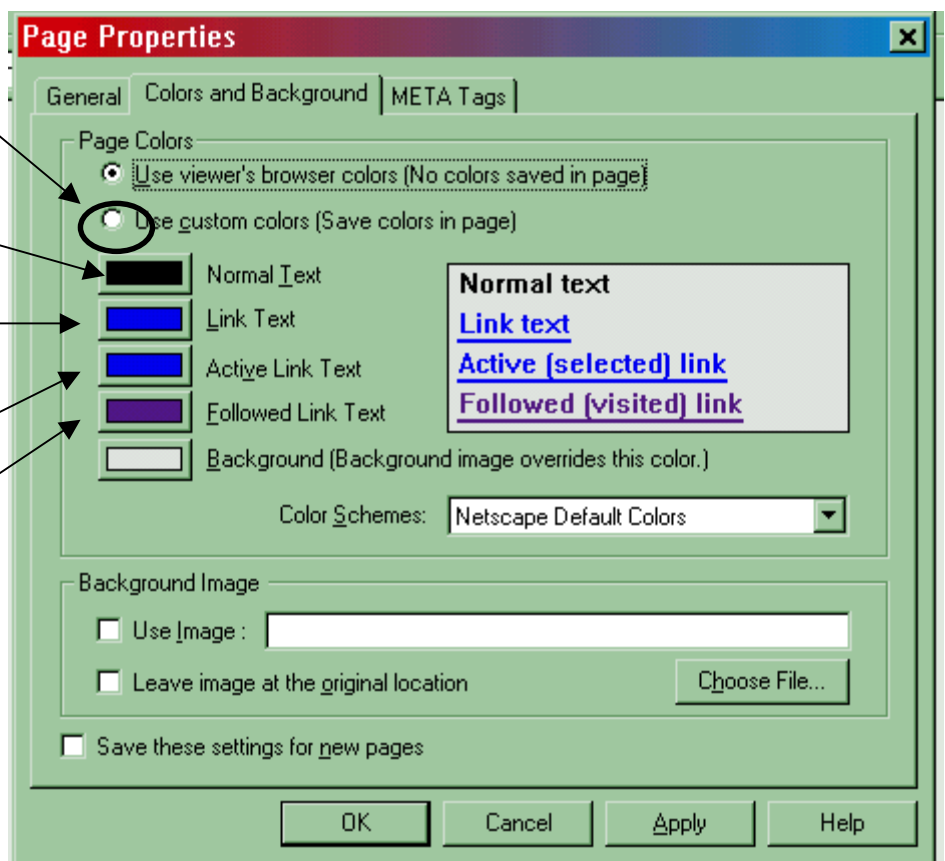 Page Properties
General Colors and Background META Tags
Page Colors
Use viewer's browser colors (No colors saved in page)
Use custom colors (Save colors in page)
Normal Text
Link Text
Active Link Text
Followed Link Text
Normal text
Link text
Active (selected) link
Followed (visited) link
Background (Background image overrides this color.)
Color Schemes: Netscape Default Colors
Background Image
Use Image :
Leave image at the original location
Choose File...
Save these settings for new pages
OK Cancel Apply Help